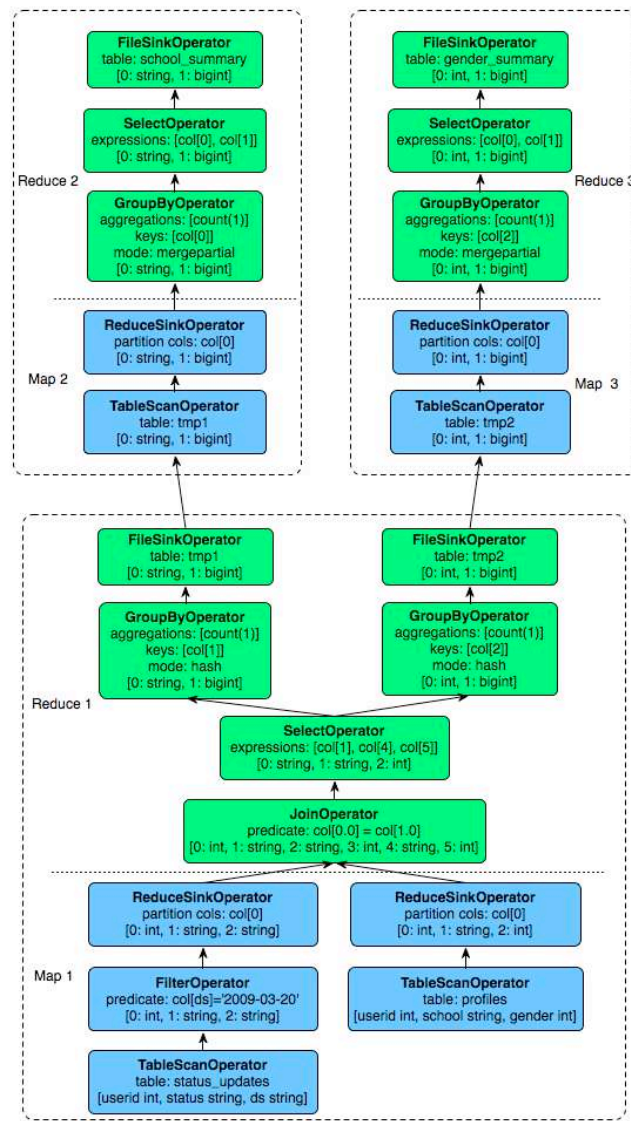 FileSinkOperator
table: school_summary
[0: string, 1: bigint]
SelectOperator
expressions: [col[0], col[1]]
[0: string, 1: bigint]
Reduce 2
GroupByOperator
aggregations: [count(1)]
keys: [col[0]]
mode: mergepartial
[0: string, 1: bigint]
ReduceSinkOperator
partition cols: col[0]
[0: string, 1: bigint]
Map 2
TableScanOperator
table: tmp1
[0: string, 1: bigint]
FileSinkOperator
table: gender_summary
[0: int, 1: bigint]
SelectOperator
expressions: [col[0], col[1]]
[0: int, 1: bigint]
Reduce 3
GroupByOperator
aggregations: [count(1)]
keys: [col[2]]
mode: mergepartial
[0: int, 1: bigint]
ReduceSinkOperator
partition cols: col[0]
[0: int, 1: bigint]
Map 3
TableScanOperator
table: tmp2
[0: int, 1: bigint]
FileSinkOperator
table: tmp1
[0: string, 1: bigint]
FileSinkOperator
table: tmp2
[0: int, 1: bigint]
GroupByOperator
aggregations: [count(1)]
keys: [col[1]]
mode: hash
[0: string, 1: bigint]
GroupByOperator
aggregations: [count(1)]
keys: [col[2]]
mode: hash
[0: int, 1: bigint]
Reduce 1
SelectOperator
expressions: [col[1], col[4], col[5]]
[0: string, 1: string, 2: int]
JoinOperator
predicate: col[0.0] = col[1.0]
[0: int, 1: string, 2: string, 3: int, 4: string, 5: int]
ReduceSinkOperator
partition cols: col[0]
[0: int, 1: string, 2: string]
ReduceSinkOperator
partition cols: col[0]
[0: int, 1: string, 2: int]
Map 1
FilterOperator
predicate: col[ds]='2009-03-20'
[0: int, 1: string, 2: string]
TableScanOperator
table: profiles
[userid int, school string, gender int]
TableScanOperator
table: status_updates
[userid int, status string, ds string]